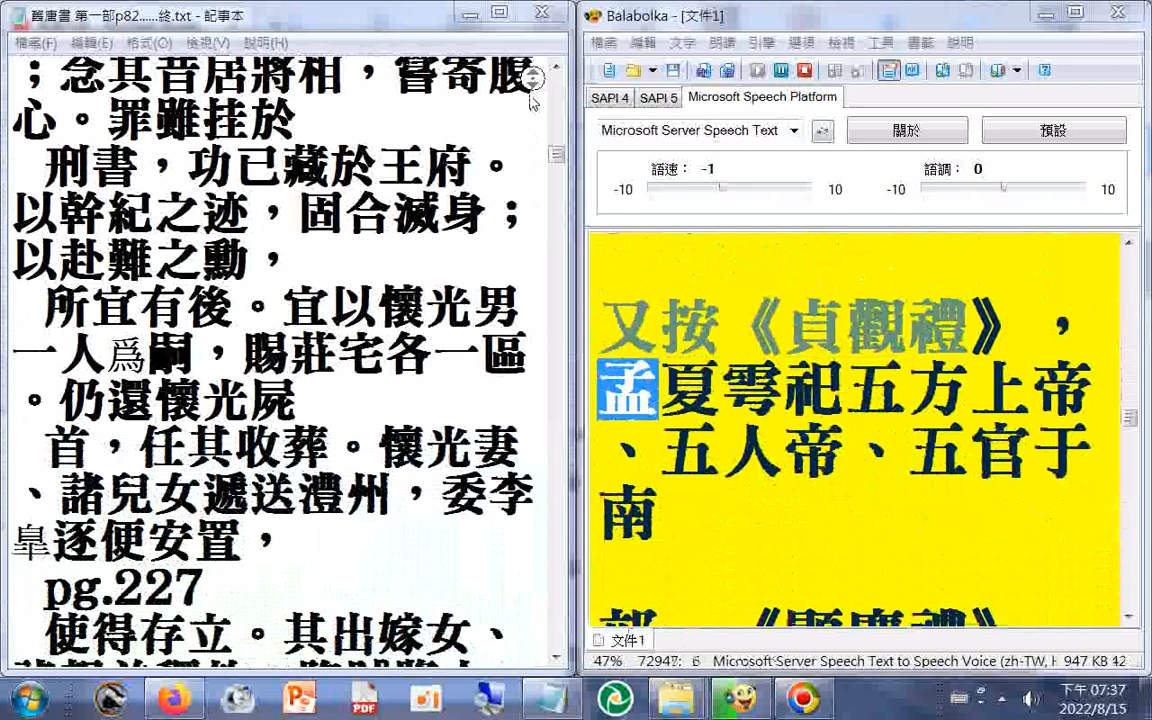 舊唐書 第一部p82......終.txt - 記事本
檔案(F) 編輯(E) 格式(O) 檢視(V) 說明(H)
；念其昔居將相，嘗寄腹
心。罪雖挂於
刑書，功已藏於王府。
以幹紀之迹，固合滅身；
以赴難之勳，
所宜有後。宜以懷光男
一人爲嗣，賜莊宅各一區
。仍還懷光屍
首，任其收葬。懷光妻
、諸兒女遞送澧州，委李
臯逐便安置，
pg.227
使得存立。其出嫁女、
Balabolka - [文件1]
檔案 編輯 文字 朗讀 引擎 選項 檢視 工具 書籤 說明
SAPI 4 SAPI 5 Microsoft Speech Platform
Microsoft Server Speech Text 關於 預設
語速： -1 語調： 0
-10 10 -10 10
又按《貞觀禮》，
孟夏雩祀五方上帝
、五人帝、五官于
南
郊，《顯慶禮》
文件1
47% 72947: 6 Microsoft Server Speech Text to Speech Voice (zh-TW, H 947 KB 42
下午 07:37
2022/8/15